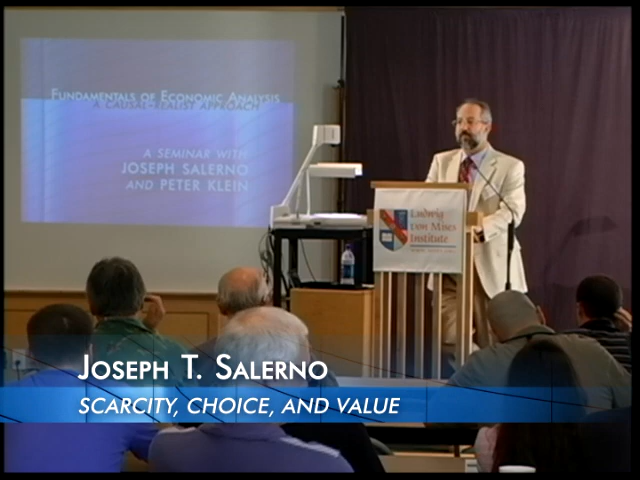 FUNDAMENTALS OF ECONOMIC ANALYSIS
A CAUSAL-REALIST APPROACH
A SEMINAR WITH
JOSEPH SALERNO
AND PETER KLEIN
Ludwig
von Mises
Institute
JOSEPH T. SALERNO
SCARCITY, CHOICE, AND VALUE